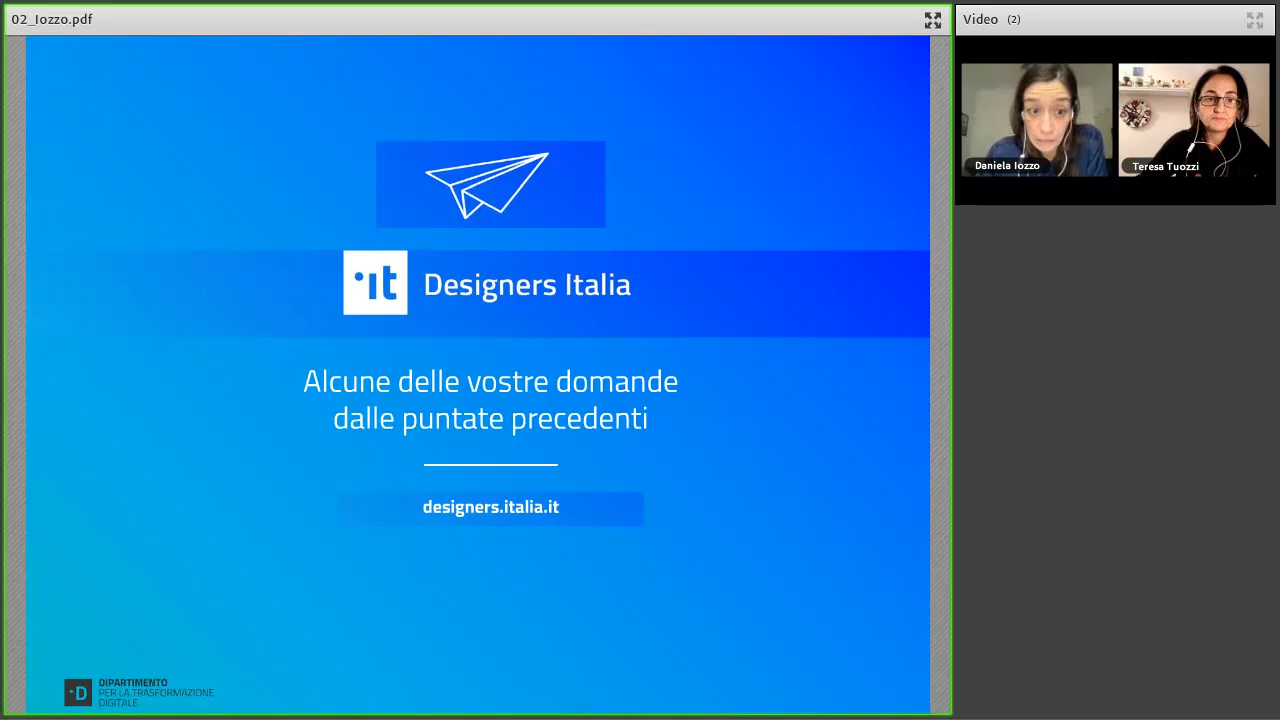 02_Iozzo.pdf
Video (2)
Daniela Iozzo
Teresa Tuozzi
·it Designers Italia
Alcune delle vostre domande
dalle puntate precedenti
designers.italia.it
·D
DIPARTIMENTO
PER LA TRASFORMAZIONE
DIGITALE